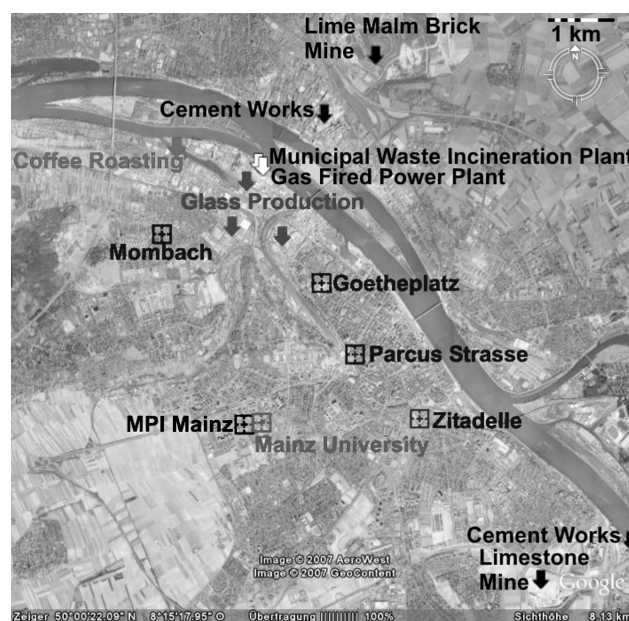 Lime Malm Brick
Mine
1 km
N
Cement Works
Coffee Roasting
Municipal Waste Incineration Plant
Gas Fired Power Plant
Glass Production
Mombach
Goetheplatz
Parcus Strasse
MPI Mainz
Zitadelle
Mainz University
Cement Works
Limestone
Mine
Image © 2007 AeroWest
Image © 2007 GeoContent
Google
Zeiger 50°00'22.09" N 8°15'17.95" O Übertragung |||||||||| 100% Sichthöhe 8.13 km